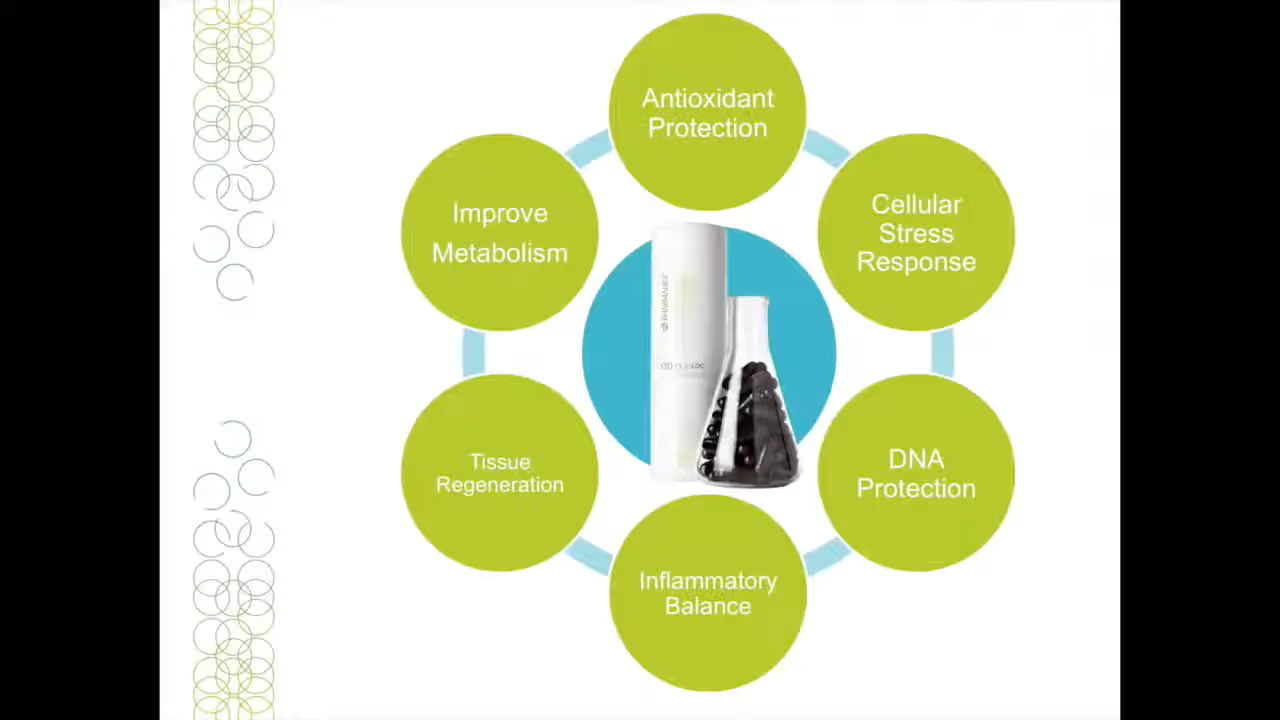 Antioxidant
Protection
Cellular
Stress
Response
DNA
Protection
Inflammatory
Balance
Tissue
Regeneration
Improve
Metabolism